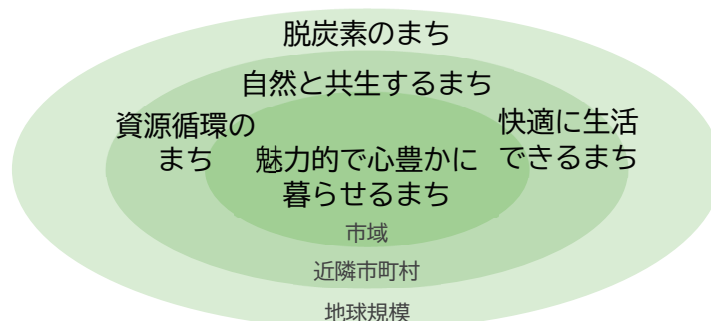 脱炭素のまち
自然と共生するまち
資源循環の
まち
快適に生活
できるまち
魅力的で心豊かに
暮らせるまち
市域
近隣市町村
地球規模